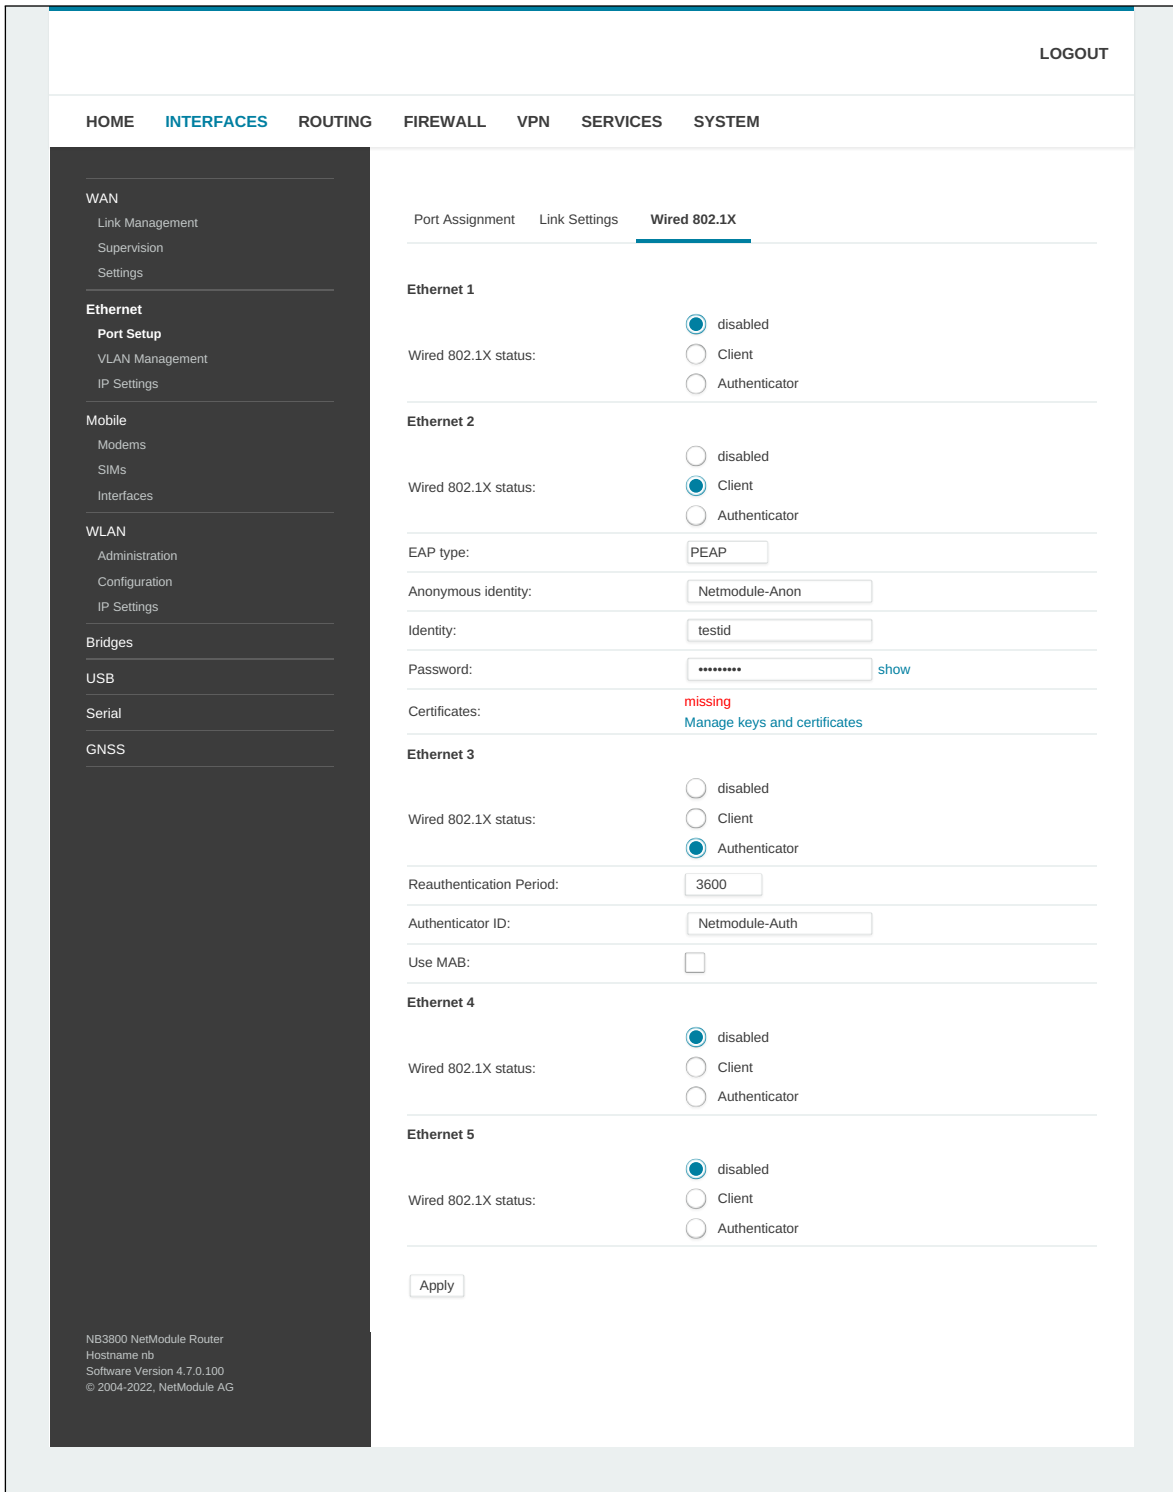 LOGOUT
HOME INTERFACES ROUTING FIREWALL VPN SERVICES SYSTEM
WAN
Link Management
Supervision
Settings
Ethernet
Port Setup
VLAN Management
IP Settings
Mobile
Modems
SIMs
Interfaces
WLAN
Administration
Configuration
IP Settings
Bridges
USB
Serial
GNSS
NB3800 NetModule Router
Hostname nb
Software Version 4.7.0.100
© 2004-2022, NetModule AG
Port Assignment Link Settings Wired 802.1X
Ethernet 1
Wired 802.1X status:
disabled
Client
Authenticator
Ethernet 2
Wired 802.1X status:
disabled
Client
Authenticator
EAP type: PEAP
Anonymous identity: Netmodule-Anon
Identity: testid
Password: ••••••••• show
Certificates:
missing
Manage keys and certificates
Ethernet 3
Wired 802.1X status:
disabled
Client
Authenticator
Reauthentication Period: 3600
Authenticator ID: Netmodule-Auth
Use MAB:
Ethernet 4
Wired 802.1X status:
disabled
Client
Authenticator
Ethernet 5
Wired 802.1X status:
disabled
Client
Authenticator
Apply